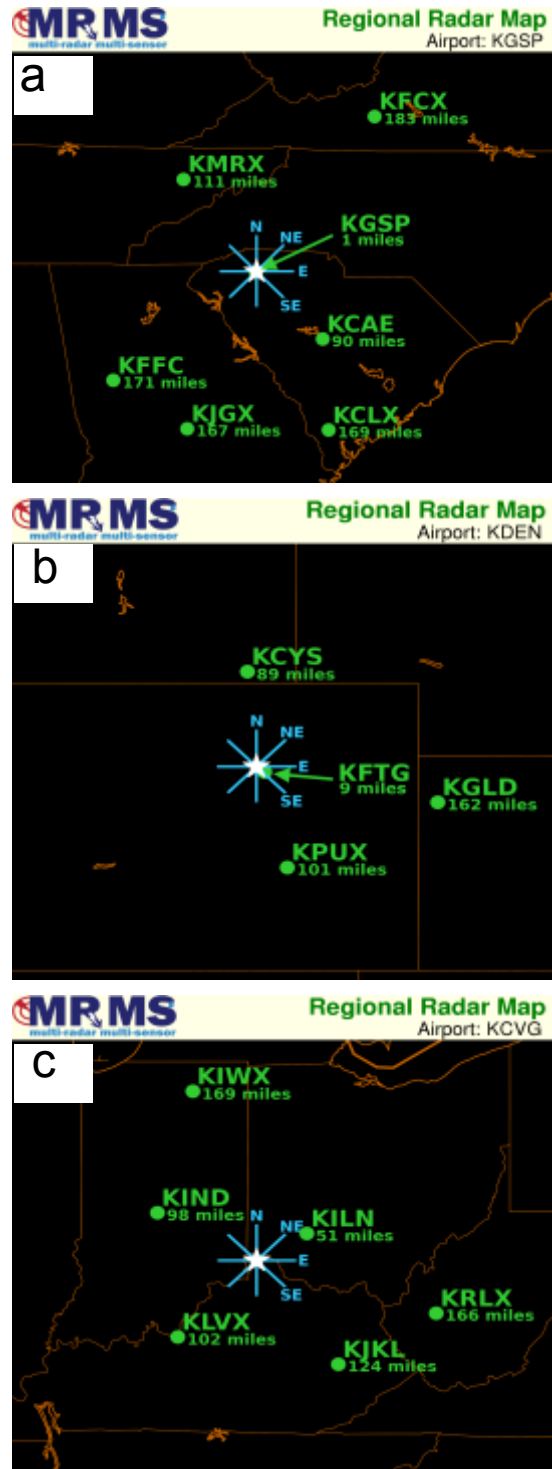 MRMS Regional Radar Map
multi-radar multi-sensor Airport: KGSP
a
KFCX
183 miles
KMRX
111 miles
N
NE
KGSP
1 miles
E
SE
KCAE
90 miles
KFFC
171 miles
KJGX
167 miles
KCLX
169 miles
MRMS Regional Radar Map
multi-radar multi-sensor Airport: KDEN
b
KCYS
89 miles
N
NE
E
KFTG
9 miles
SE
KGLD
162 miles
KPUX
101 miles
MRMS Regional Radar Map
multi-radar multi-sensor Airport: KCVG
c
KIWX
169 miles
KIND
98 miles
N
NE
KILN
51 miles
E
SE
KRLX
166 miles
KLVX
102 miles
KJKL
124 miles